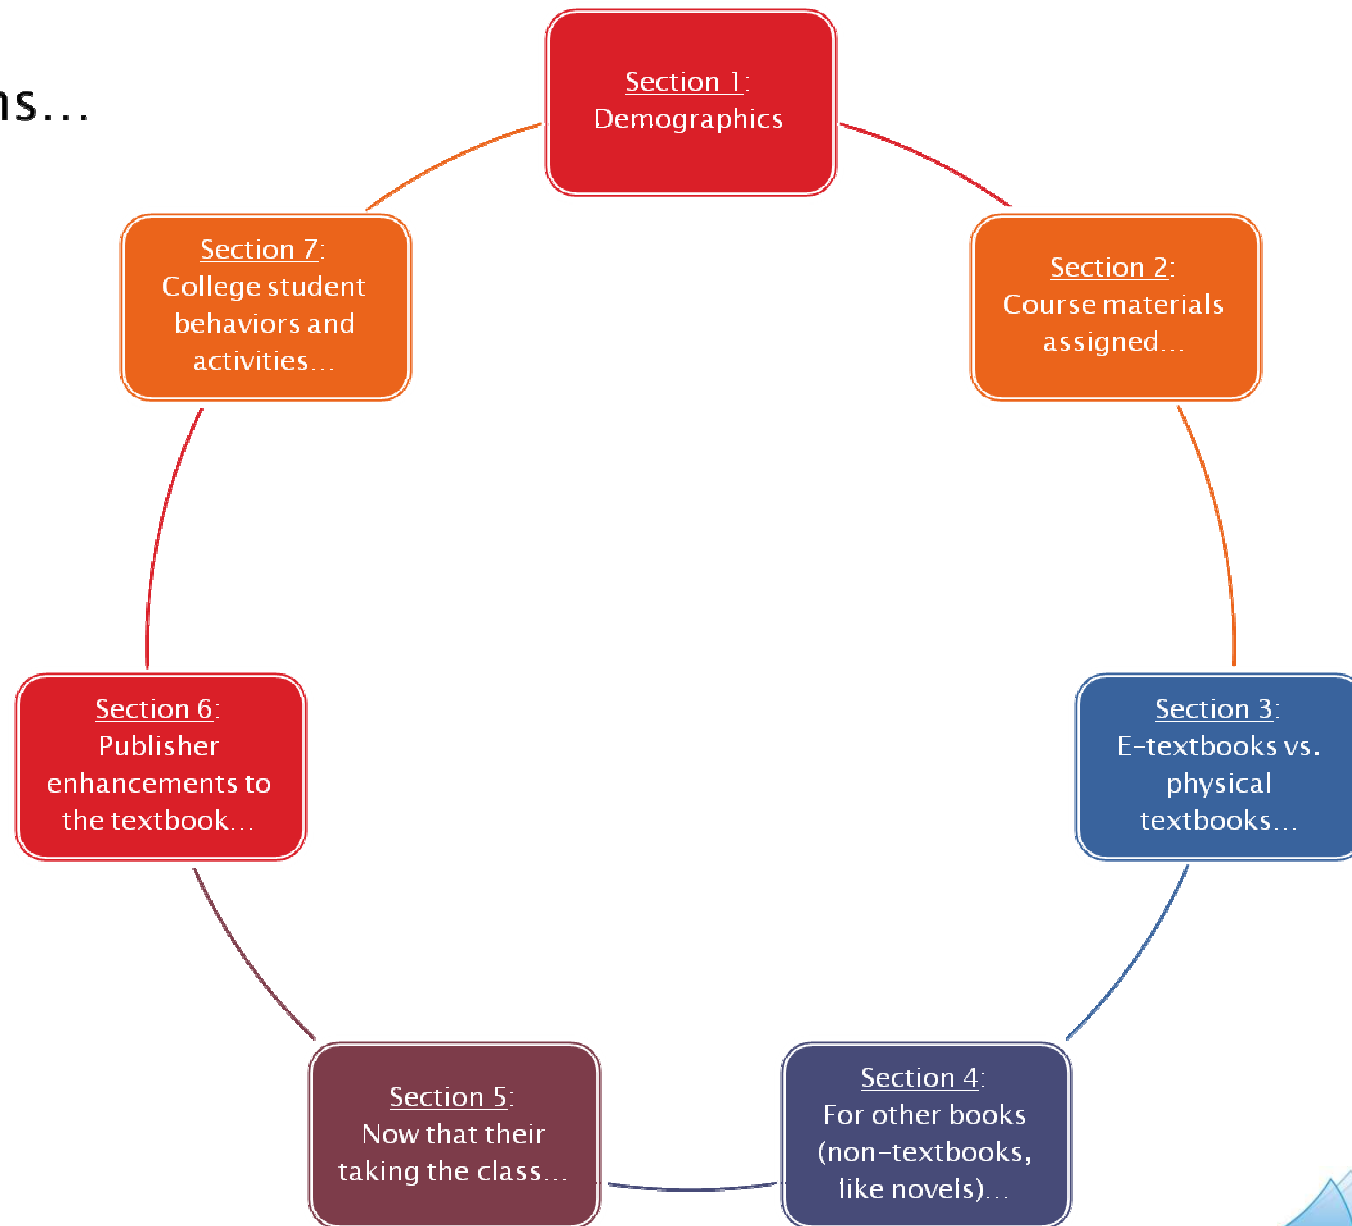 ns...
Section 1:
Demographics
Section 2:
Course materials
assigned...
Section 3:
E-textbooks vs.
physical
textbooks...
Section 4:
For other books
(non-textbooks,
like novels)...
Section 5:
Now that their
taking the class...
Section 6:
Publisher
enhancements to
the textbook...
Section 7:
College student
behaviors and
activities...